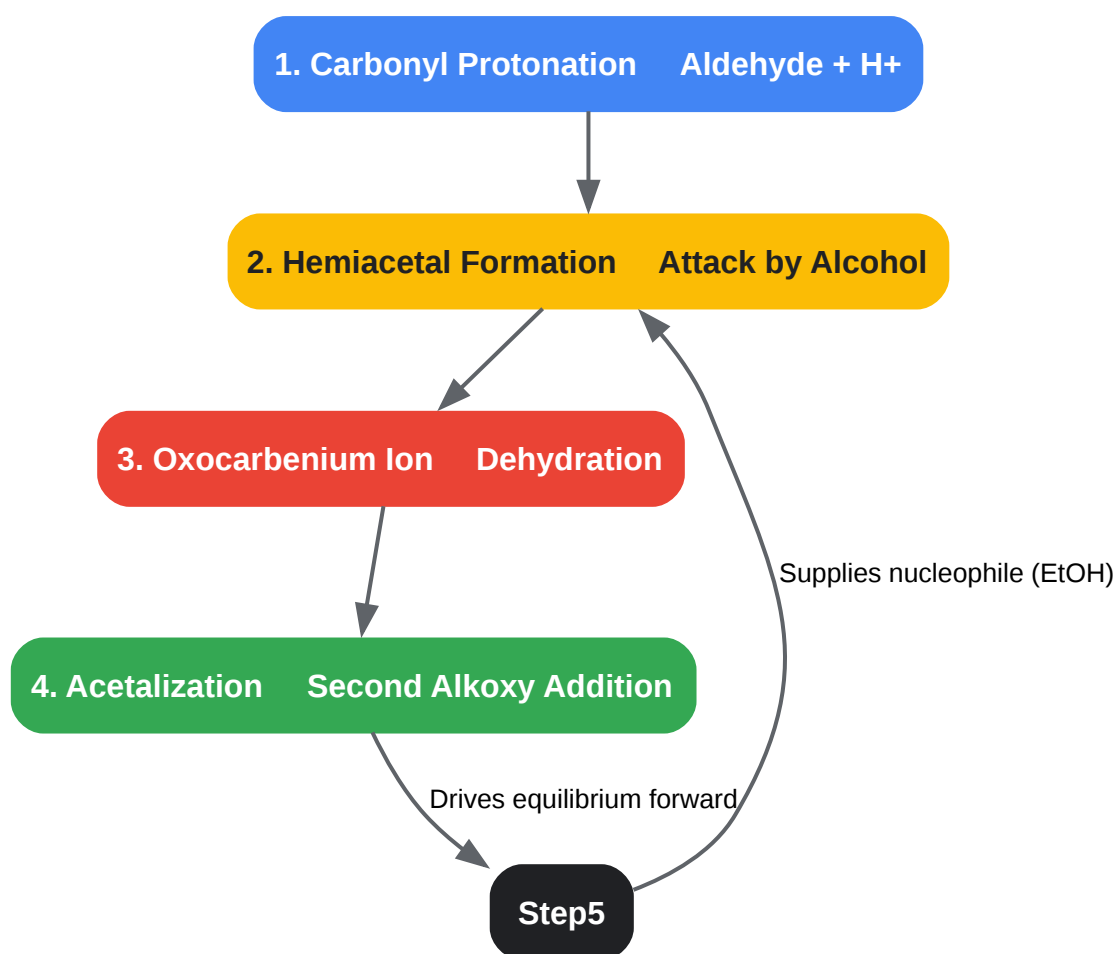 1. Carbonyl Protonation Aldehyde + H+
2. Hemiacetal Formation Attack by Alcohol
3. Oxocarbenium Ion Dehydration
Supplies nucleophile (EtOH)
4. Acetalization Second Alkoxy Addition
Drives equilibrium forward
Step5